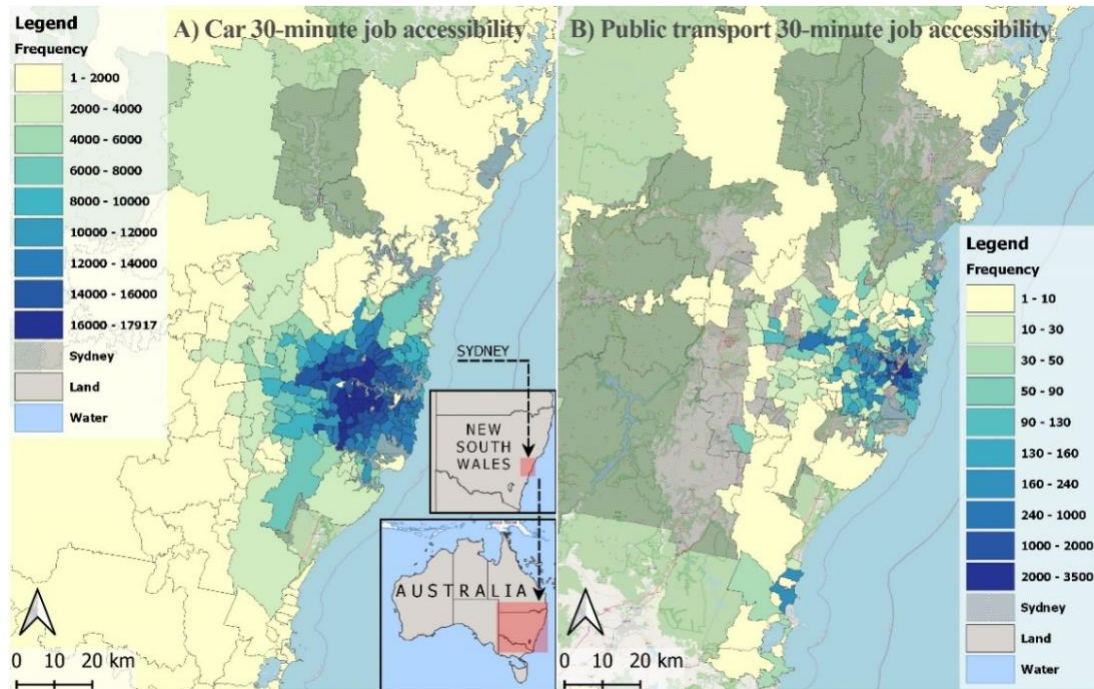 A) Car 30-minute job accessibility
Legend
Frequency
1 - 2000
2000 - 4000
4000 - 6000
6000 - 8000
8000 - 10000
10000 - 12000
12000 - 14000
14000 - 16000
16000 - 17917
Sydney
Land
Water
SYDNEY
NEW
SOUTH
WALES
AUSTRALIA
0 10 20 km
B) Public transport 30-minute job accessibility
Legend
Frequency
1 - 10
10 - 30
30 - 50
50 - 90
90 - 130
130 - 160
160 - 240
240 - 1000
1000 - 2000
2000 - 3500
Sydney
Land
Water
0 10 20 km